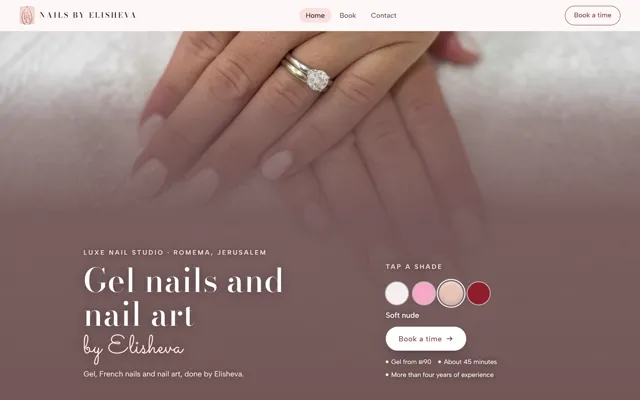 NAILS BY ELISHEVA
Home Book Contact
Book a time
LUXE NAIL STUDIO · ROMEMA, JERUSALEM
Gel nails and
nail art
by Elisheva
Gel, French nails and nail art, done by Elisheva.
TAP A SHADE
Soft nude
Book a time →
• Gel from ₪90 • About 45 minutes
• More than four years of experience